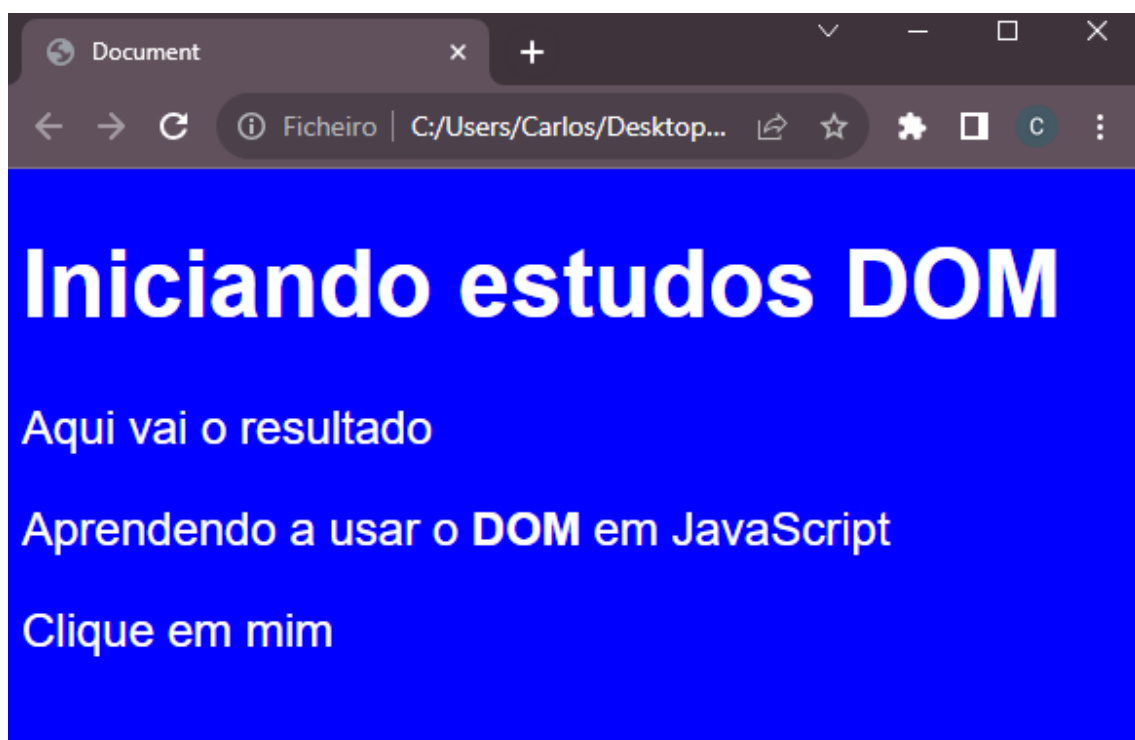 Document
Ficheiro | C:/Users/Carlos/Desktop...
C
Iniciando estudos DOM
Aqui vai o resultado
Aprendendo a usar o DOM em JavaScript
Clique em mim